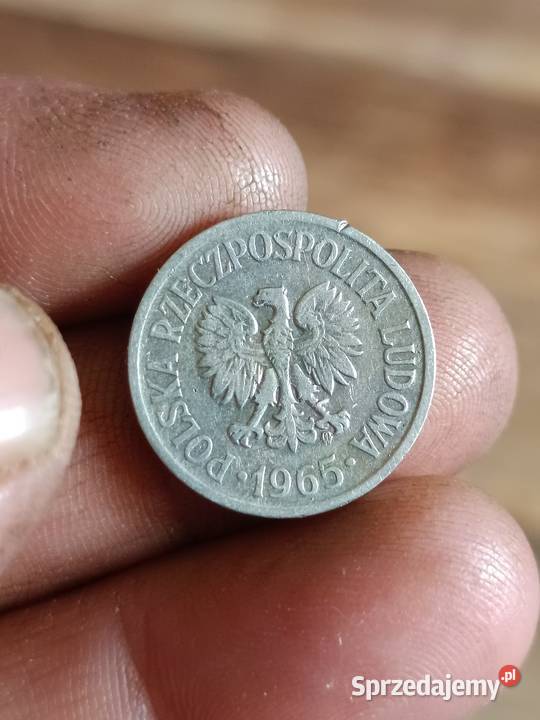 POLSKA RZECZPOSPOLITA LUDOWA
·1965·
Sprzedajemy.pl